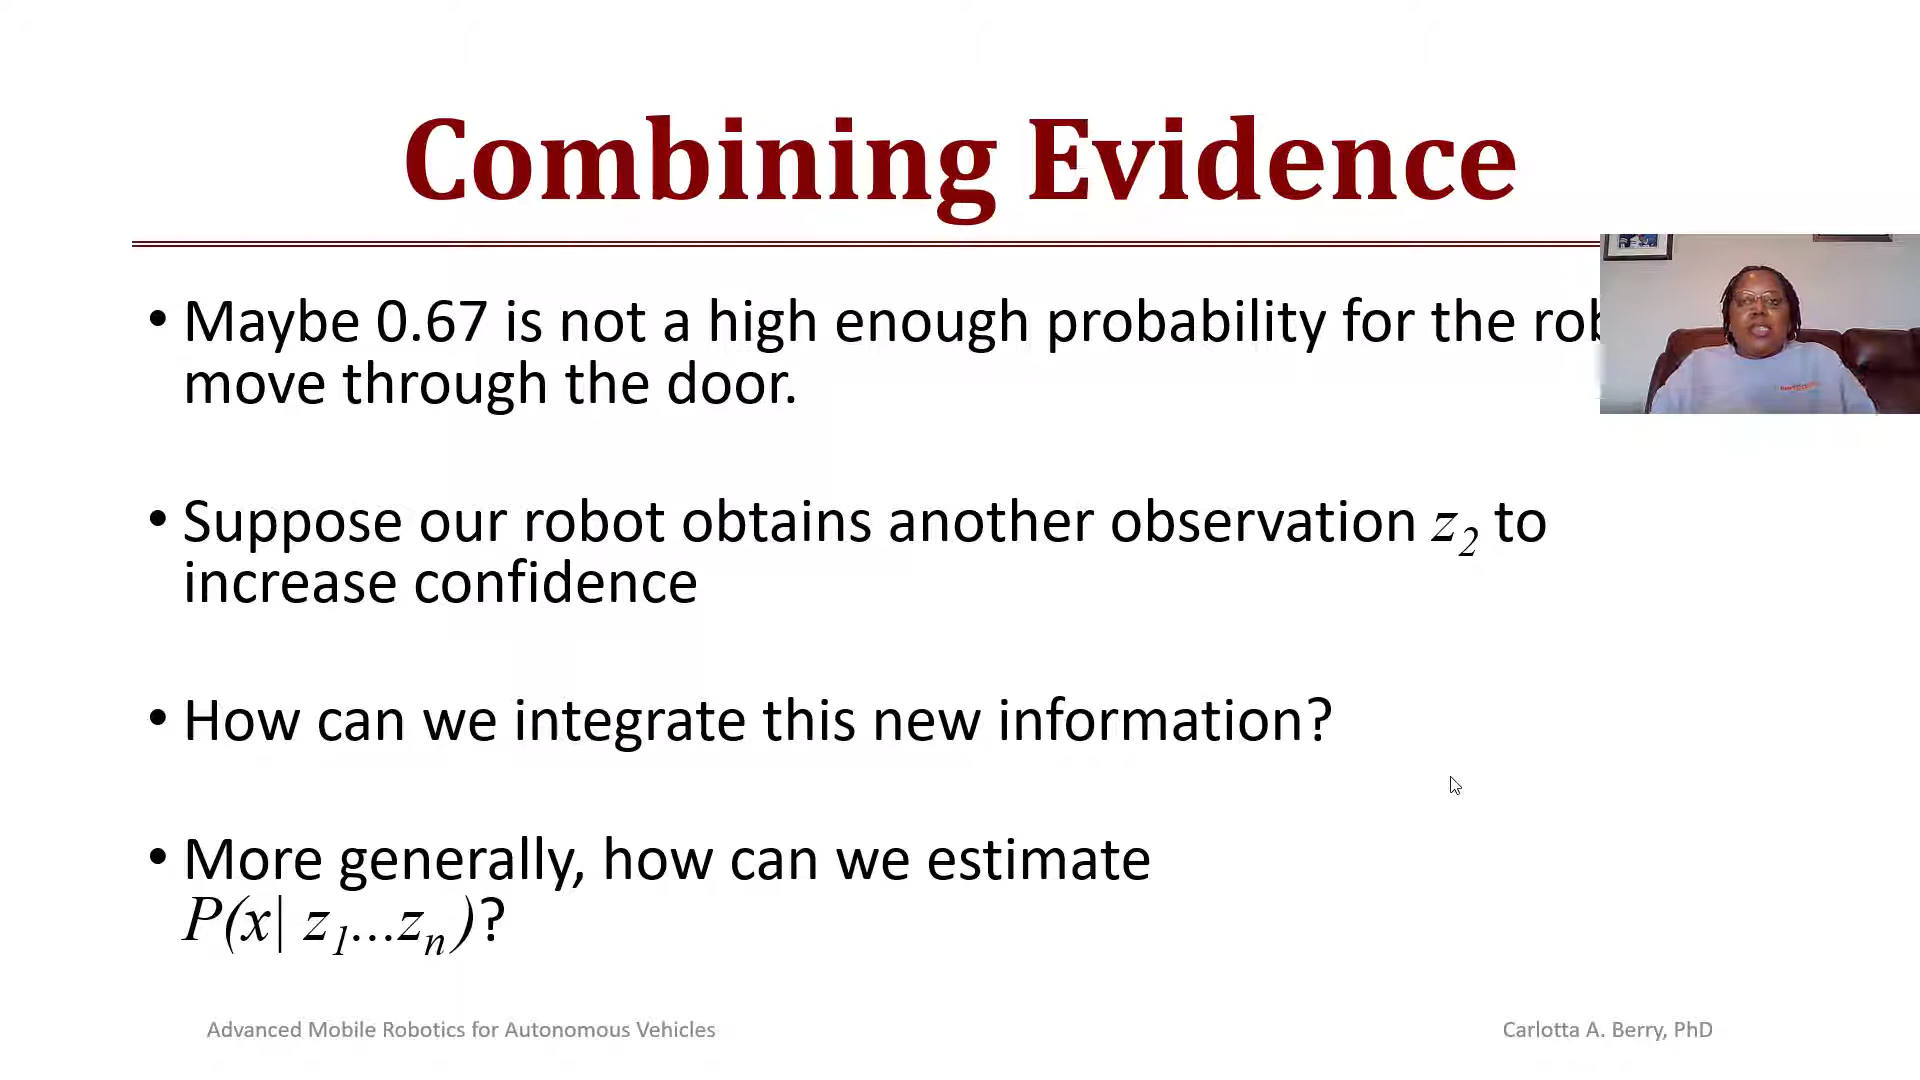 Combining Evidence
• Maybe 0.67 is not a high enough probability for the
move through the door.
• Suppose our robot obtains another observation z2 to
increase confidence
• How can we integrate this new information?
• More generally, how can we estimate
P(x| z1...zn)?
Advanced Mobile Robotics for Autonomous Vehicles
Carlotta A. Berry, PhD